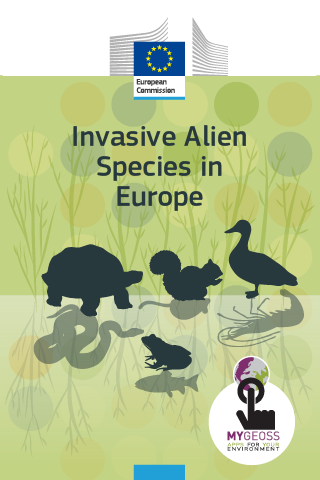 European
Commission
Invasive Alien
Species in
Europe
MYGEOSS
APPS FOR YOUR
ENVIRONMENT